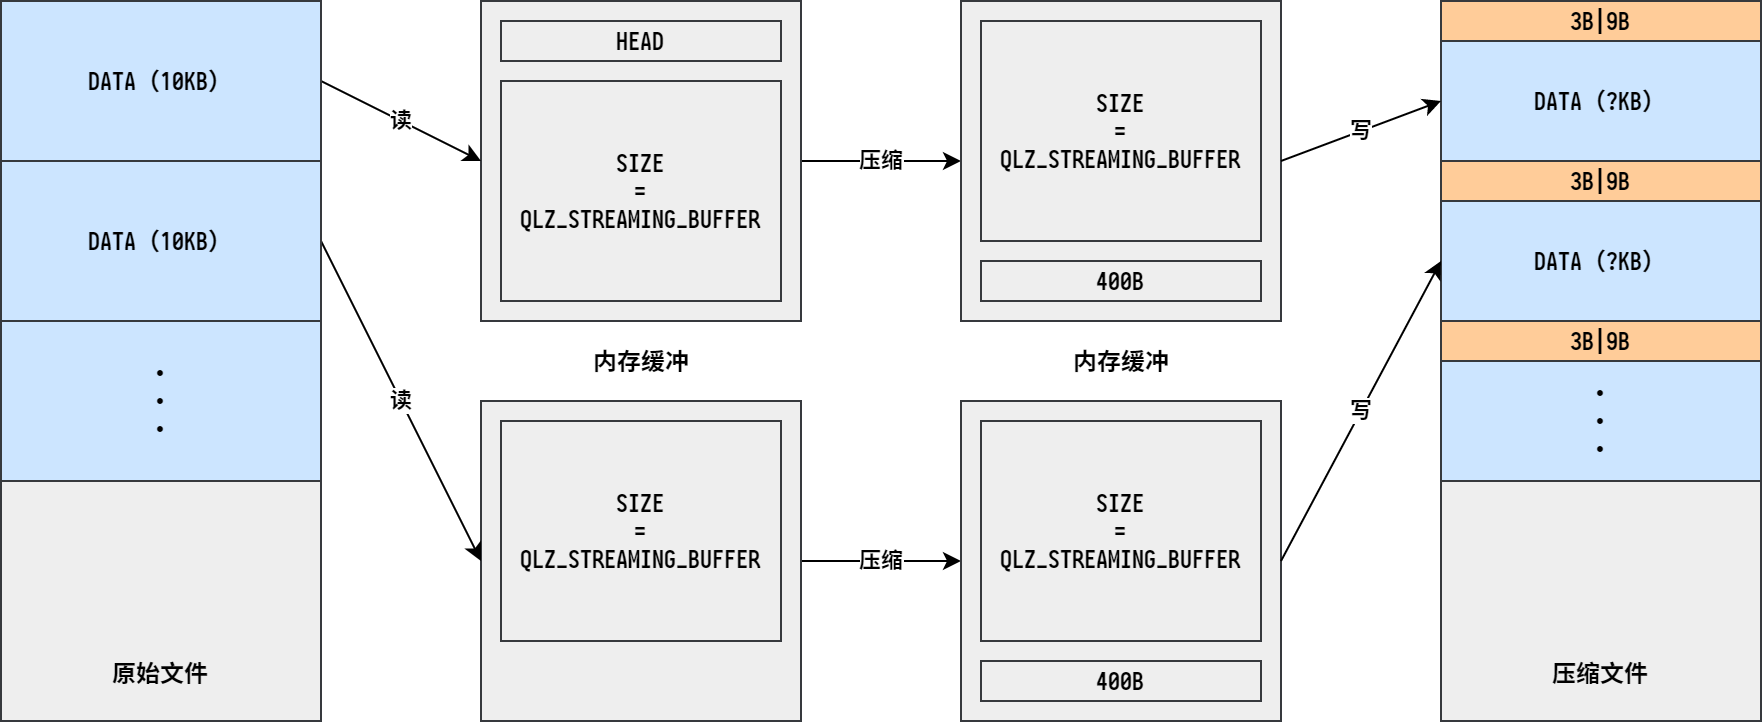 DATA (10KB)
DATA (10KB)
原始文件
读
读
HEAD
SIZE
=
QLZ_STREAMING_BUFFER
内存缓冲
SIZE
=
QLZ_STREAMING_BUFFER
压缩
压缩
SIZE
=
QLZ_STREAMING_BUFFER
400B
内存缓冲
SIZE
=
QLZ_STREAMING_BUFFER
400B
写
写
3B|9B
DATA (?KB)
3B|9B
DATA (?KB)
3B|9B
压缩文件